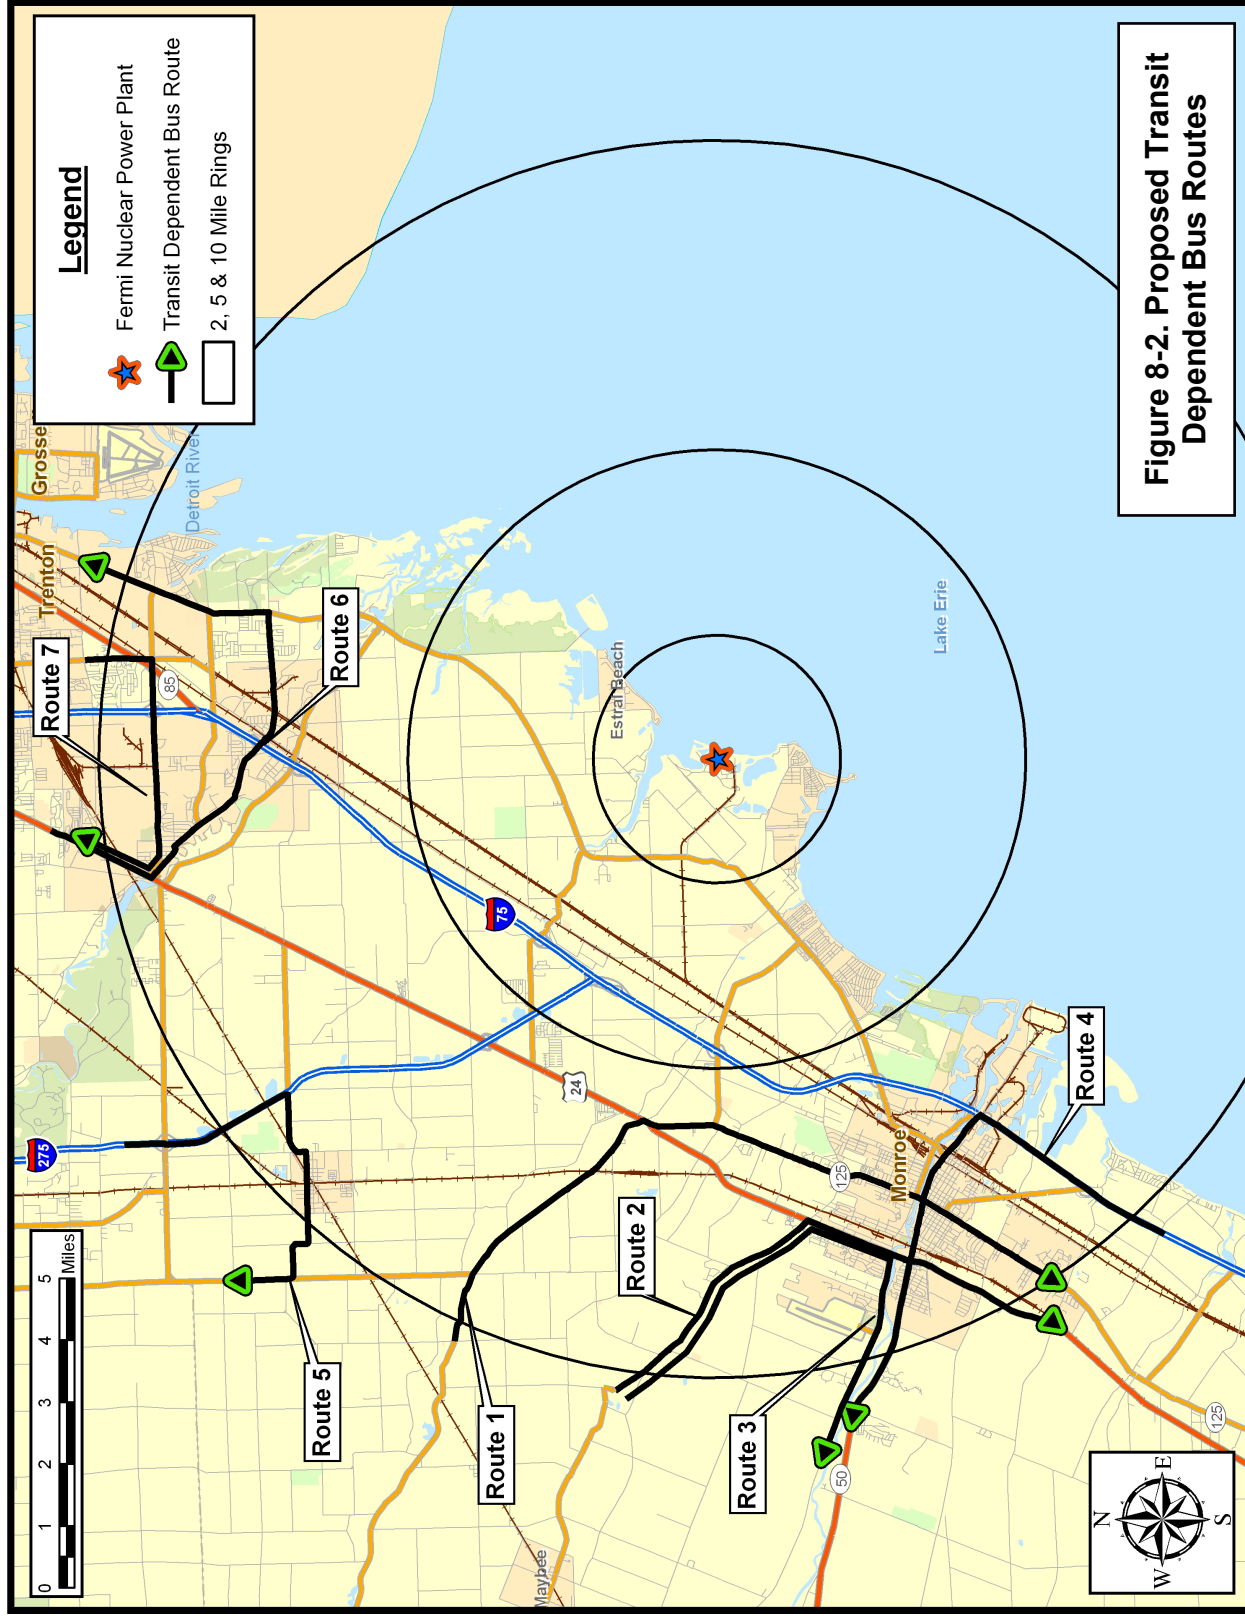 Legend
Fermi Nuclear Power Plant
Transit Dependent Bus Route
2, 5 & 10 Mile Rings
Figure 8-2. Proposed Transit
Dependent Bus Routes
0 1 2 3 4 5
Miles
N
W
E
S
Route 7
Route 6
Route 5
Route 1
Route 2
Route 3
Route 4
Grosse
Trenton
Detroit River
Estral Beach
Lake Erie
Monroe
Maybee
275
75
85
24
125
50
125